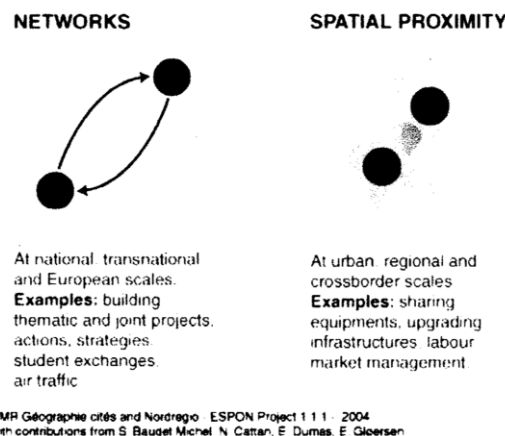 NETWORKS
SPATIAL PROXIMITY
At national. transnational
and European scales.
Examples: building
thematic and joint projects,
actions, strategies.
student exchanges.
air traffic
At urban. regional and
crossborder scales
Examples: sharing
equipments, upgrading
infrastructures labour
market management
MR Géographie cités and Nordregio ESPON Project 1 1 1 - 2004
th contributions from S Baudet Michel N Cattan, E Dumas, E Gloersen